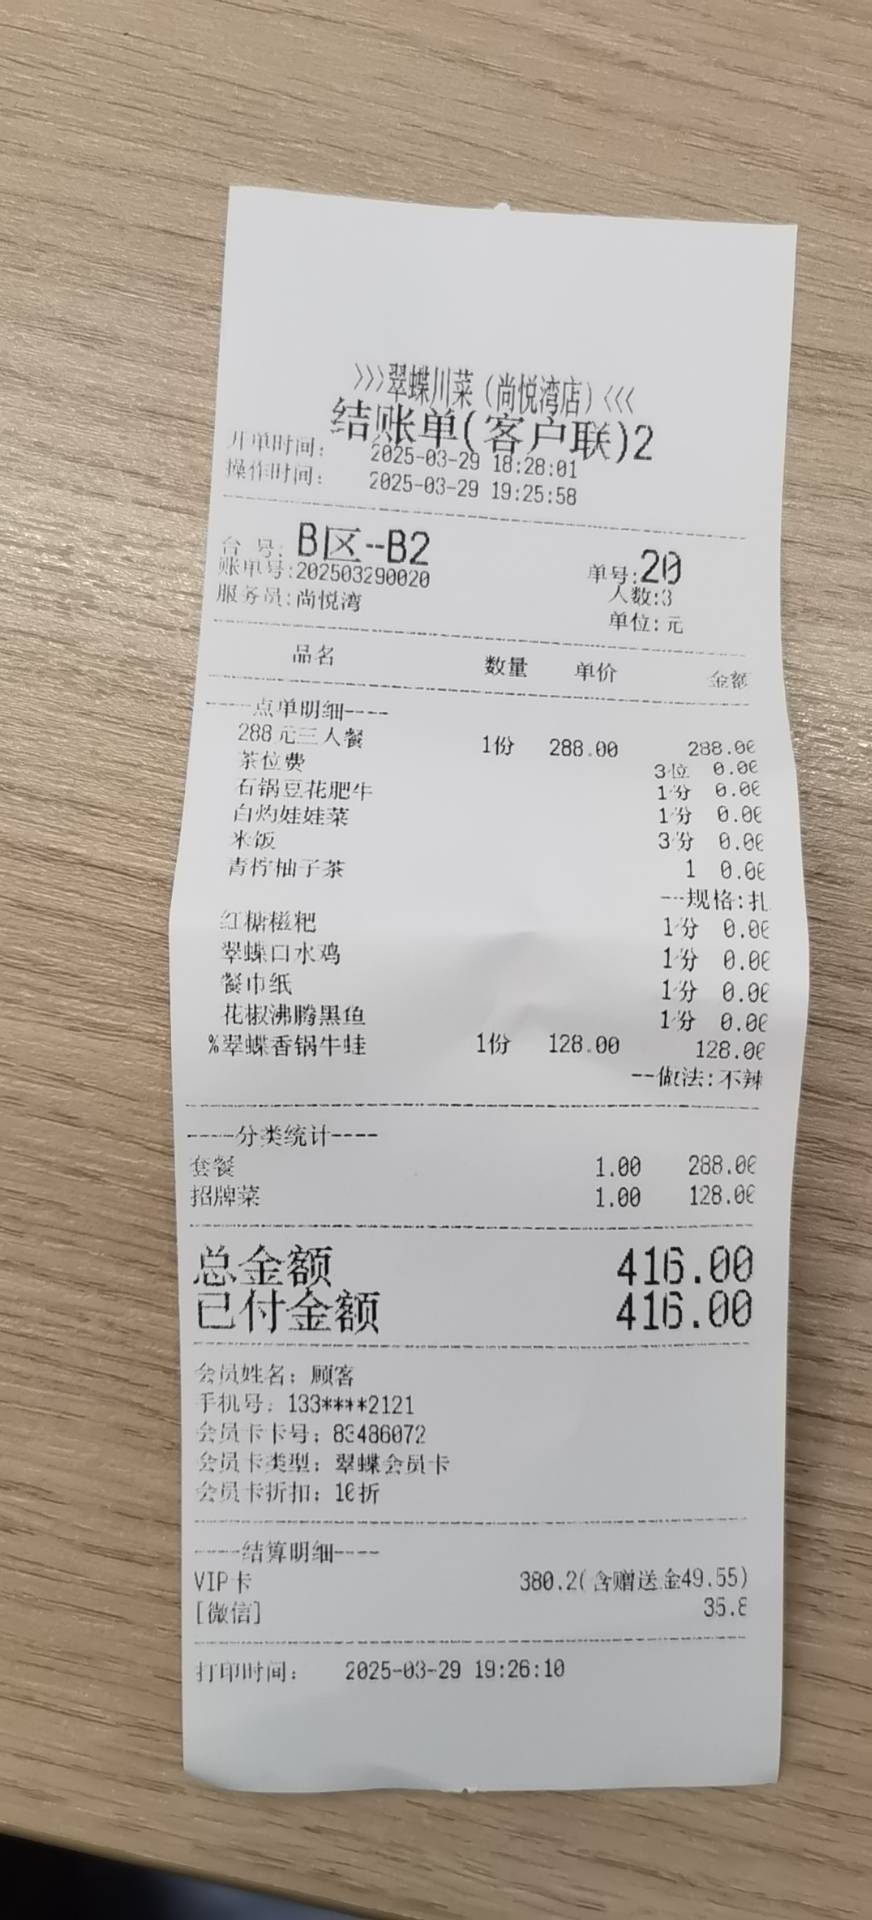 >>>翠蝶川菜(尚悦湾店)<<<
结账单(客户联)2
开单时间: 2025-03-29 18:28:01
操作时间: 2025-03-29 19:25:58
台 号: B区--B2 单号:20
账单号:202503290020 人数:3
服务员:尚悦湾 单位:元
品名 数量 单价 金额
----点单明细----
288元三人餐 1份 288.00 288.00
茶位费 3位 0.00
石锅豆花肥牛 1分 0.00
白灼娃娃菜 1分 0.00
米饭 3分 0.00
青柠柚子茶 1 0.00
--规格:扎
红糖糍粑 1分 0.00
翠蝶口水鸡 1分 0.00
餐巾纸 1分 0.00
花椒沸腾黑鱼 1分 0.00
%翠蝶香锅牛蛙 1份 128.00 128.00
--做法:不辣
----分类统计----
套餐 1.00 288.00
招牌菜 1.00 128.00
总金额 416.00
已付金额 416.00
会员姓名: 顾客
手机号: 133****2121
会员卡卡号: 83486072
会员卡类型: 翠蝶会员卡
会员卡折扣: 10折
----结算明细----
VIP卡 380.2(含赠送金49.55)
[微信] 35.8
打印时间: 2025-03-29 19:26:10